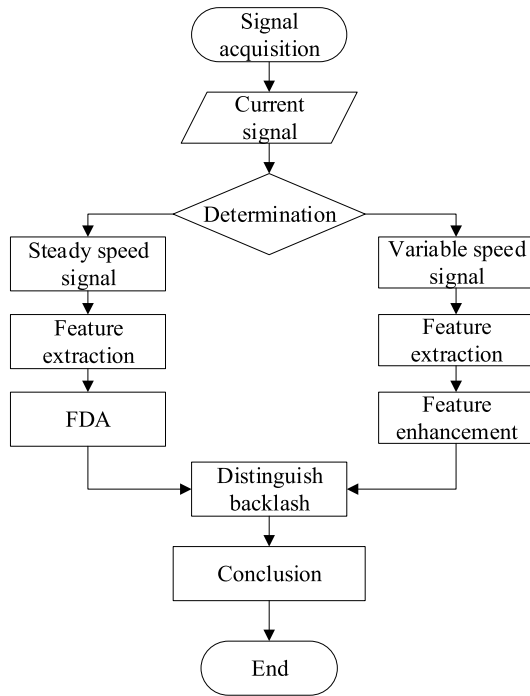 Signal
acquisition
Current
signal
Determination
Steady speed
signal
Variable speed
signal
Feature
extraction
Feature
extraction
FDA
Feature
enhancement
Distinguish
backlash
Conclusion
End